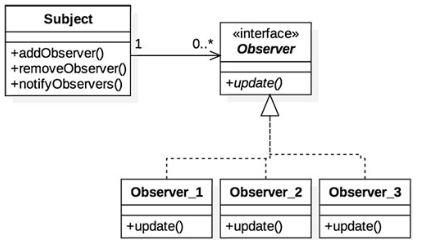 Subject
+addObserver()
+removeObserver()
+notifyObservers()
1
0..*
«interface»
Observer
+update()
Observer_1
+update()
Observer_2
+update()
Observer_3
+update()